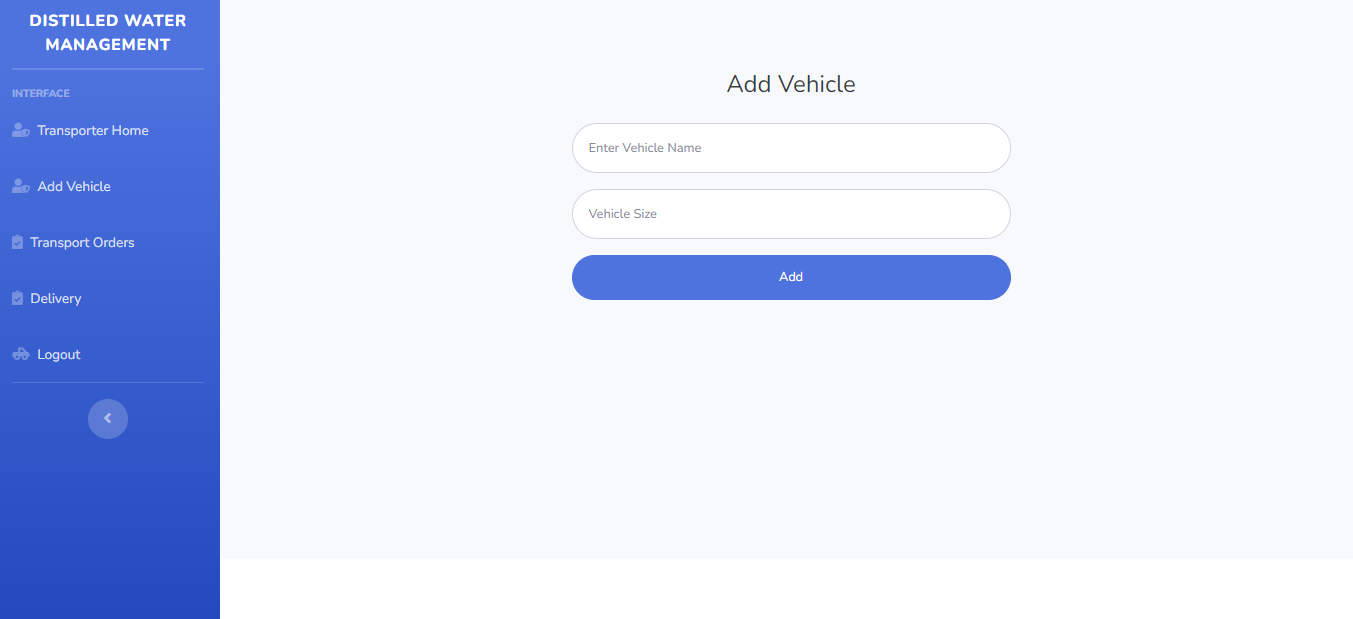 DISTILLED WATER
MANAGEMENT
INTERFACE
Transporter Home
Add Vehicle
Transport Orders
Delivery
Logout
Add Vehicle
Enter Vehicle Name
Vehicle Size
Add